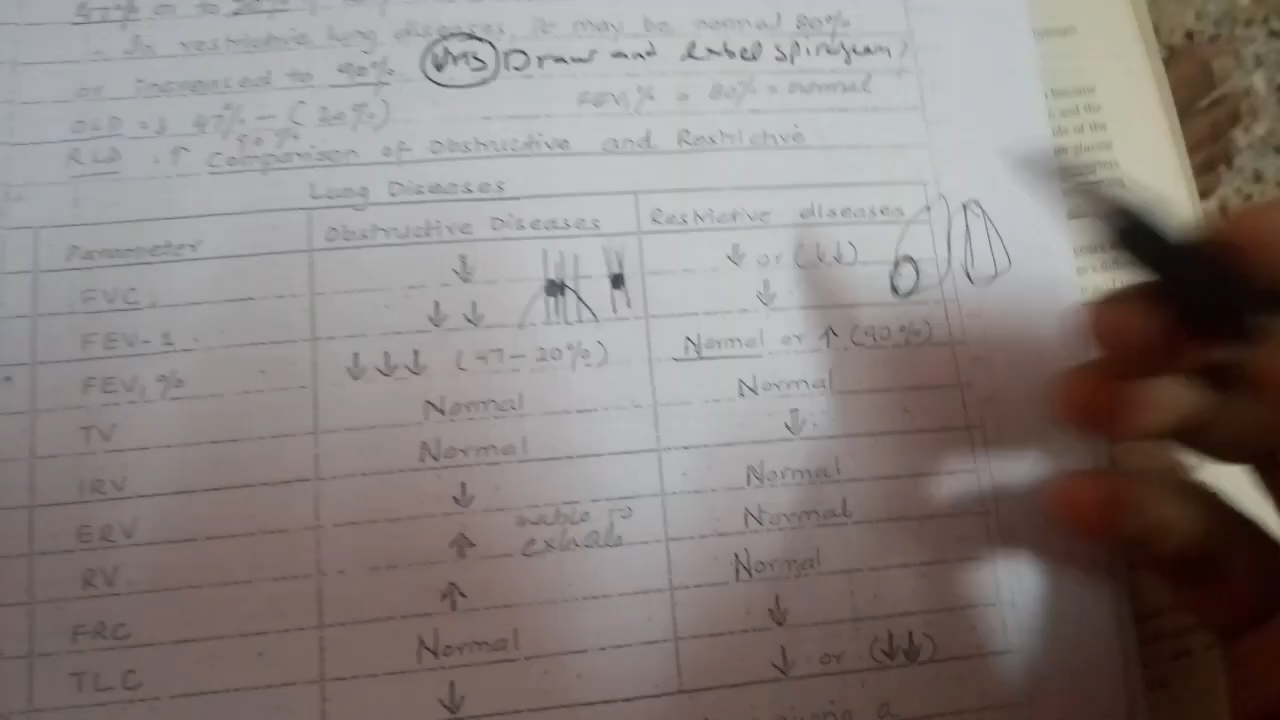 - In restrictive lung diseases, it may be normal 80%
or increased to 90%. Draw and label spirogram?
OLD = ↓ 47% - (20%) FEV₁% = 80% = normal
90%
RLD . ↑ Comparison of Obstructive and Restrictive
Lung Diseases
Parameter Obstructive Diseases Restrictive diseases
FVC ↓ ↓ or (↓↓)
FEV-1 ↓ ↓ ↓
FEV₁% ↓↓↓ (47-20%) Normal or ↑ (90%)
TV Normal Normal
IRV Normal ↓
ERV ↓ Normal
RV ↑ unable to exhale Normal
FRC ↑ Normal
TLC Normal ↓
↓ ↓ or (↓↓)